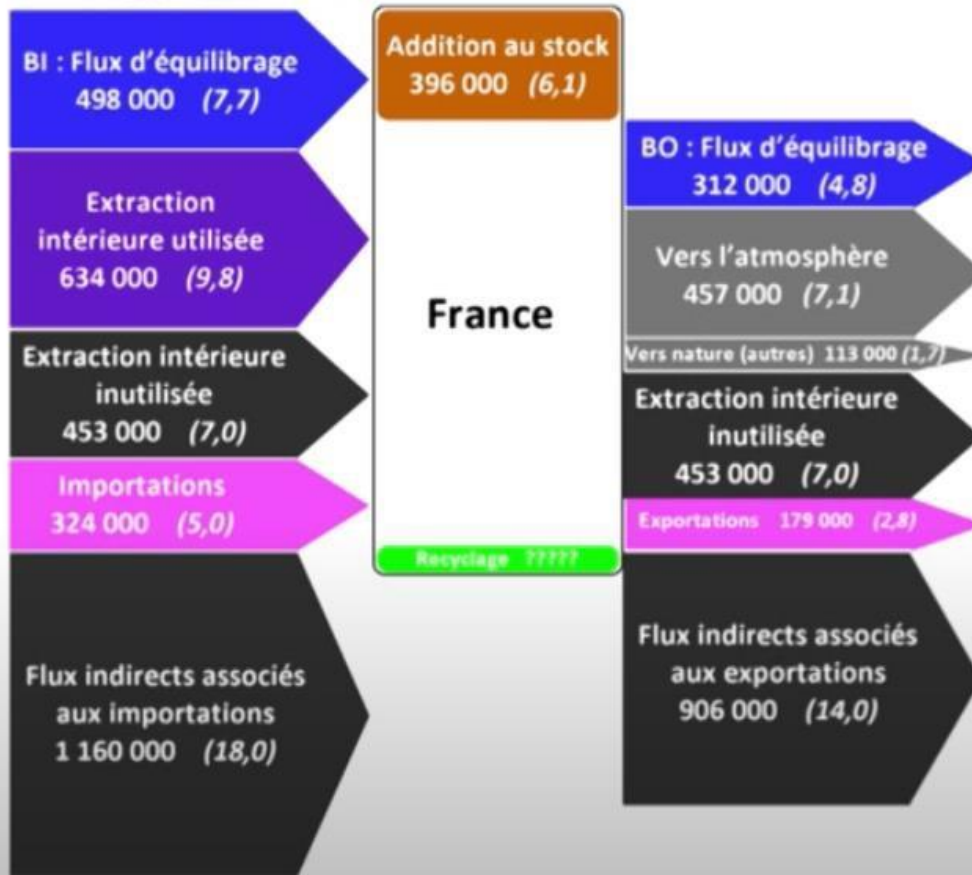 BI : Flux d'équilibrage
498 000 (7,7)
Extraction
intérieure utilisée
634 000 (9,8)
Extraction intérieure
inutilisée
453 000 (7,0)
Importations
324 000 (5,0)
Flux indirects associés
aux importations
1 160 000 (18,0)
Addition au stock
396 000 (6,1)
France
Recyclage ?????
BO : Flux d'équilibrage
312 000 (4,8)
Vers l'atmosphère
457 000 (7,1)
Vers nature (autres) 113 000 (1,7)
Extraction intérieure
inutilisée
453 000 (7,0)
Exportations 179 000 (2,8)
Flux indirects associés
aux exportations
906 000 (14,0)